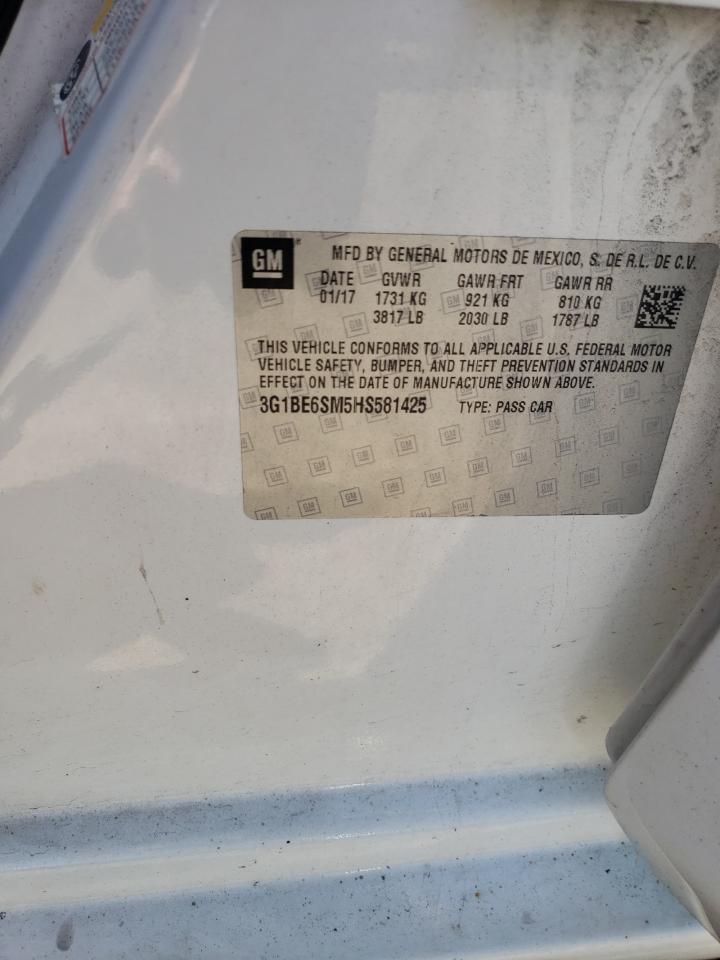 GM
MFD BY GENERAL MOTORS DE MEXICO, S. DE R.L. DE C.V.
DATE GVWR GAWR FRT GAWR RR
01/17 1731 KG 921 KG 810 KG
3817 LB 2030 LB 1787 LB
THIS VEHICLE CONFORMS TO ALL APPLICABLE U.S. FEDERAL MOTOR
VEHICLE SAFETY, BUMPER, AND THEFT PREVENTION STANDARDS IN
EFFECT ON THE DATE OF MANUFACTURE SHOWN ABOVE.
3G1BE6SM5HS581425 TYPE: PASS CAR